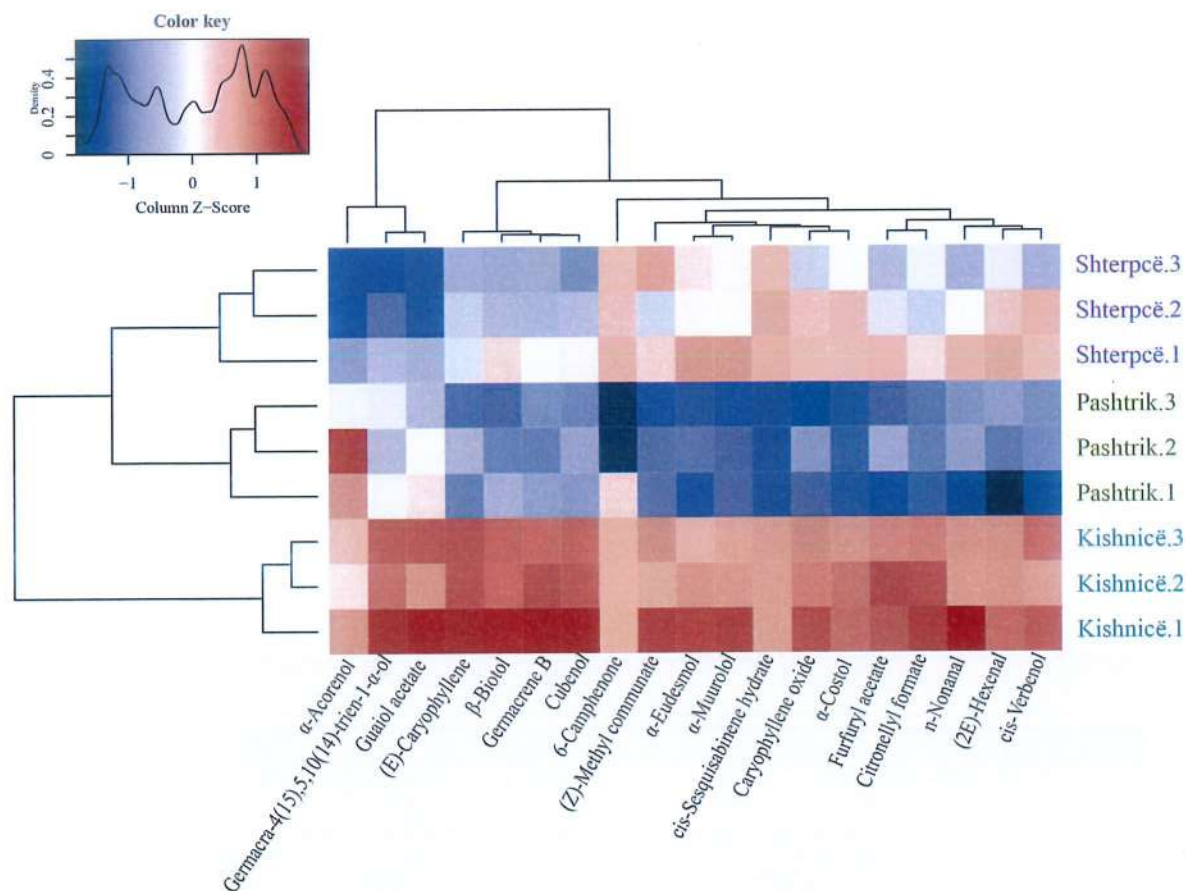 Color key
Density
0 0.2 0.4
−1 0 1
Column Z−Score
Shterpcë.3
Shterpcë.2
Shterpcë.1
Pashtrik.3
Pashtrik.2
Pashtrik.1
Kishnicë.3
Kishnicë.2
Kishnicë.1
α-Acorenol
Germacra-4(15),5,10(14)-trien-1-α-ol
Guaiol acetate
(E)-Caryophyllene
β-Biotol
Germacrene B
Cubenol
6-Camphenone
(Z)-Methyl communate
α-Eudesmol
α-Muurolol
cis-Sesquisabinene hydrate
Caryophyllene oxide
α-Costol
Furfuryl acetate
Citronellyl formate
n-Nonanal
(2E)-Hexenal
cis-Verbenol